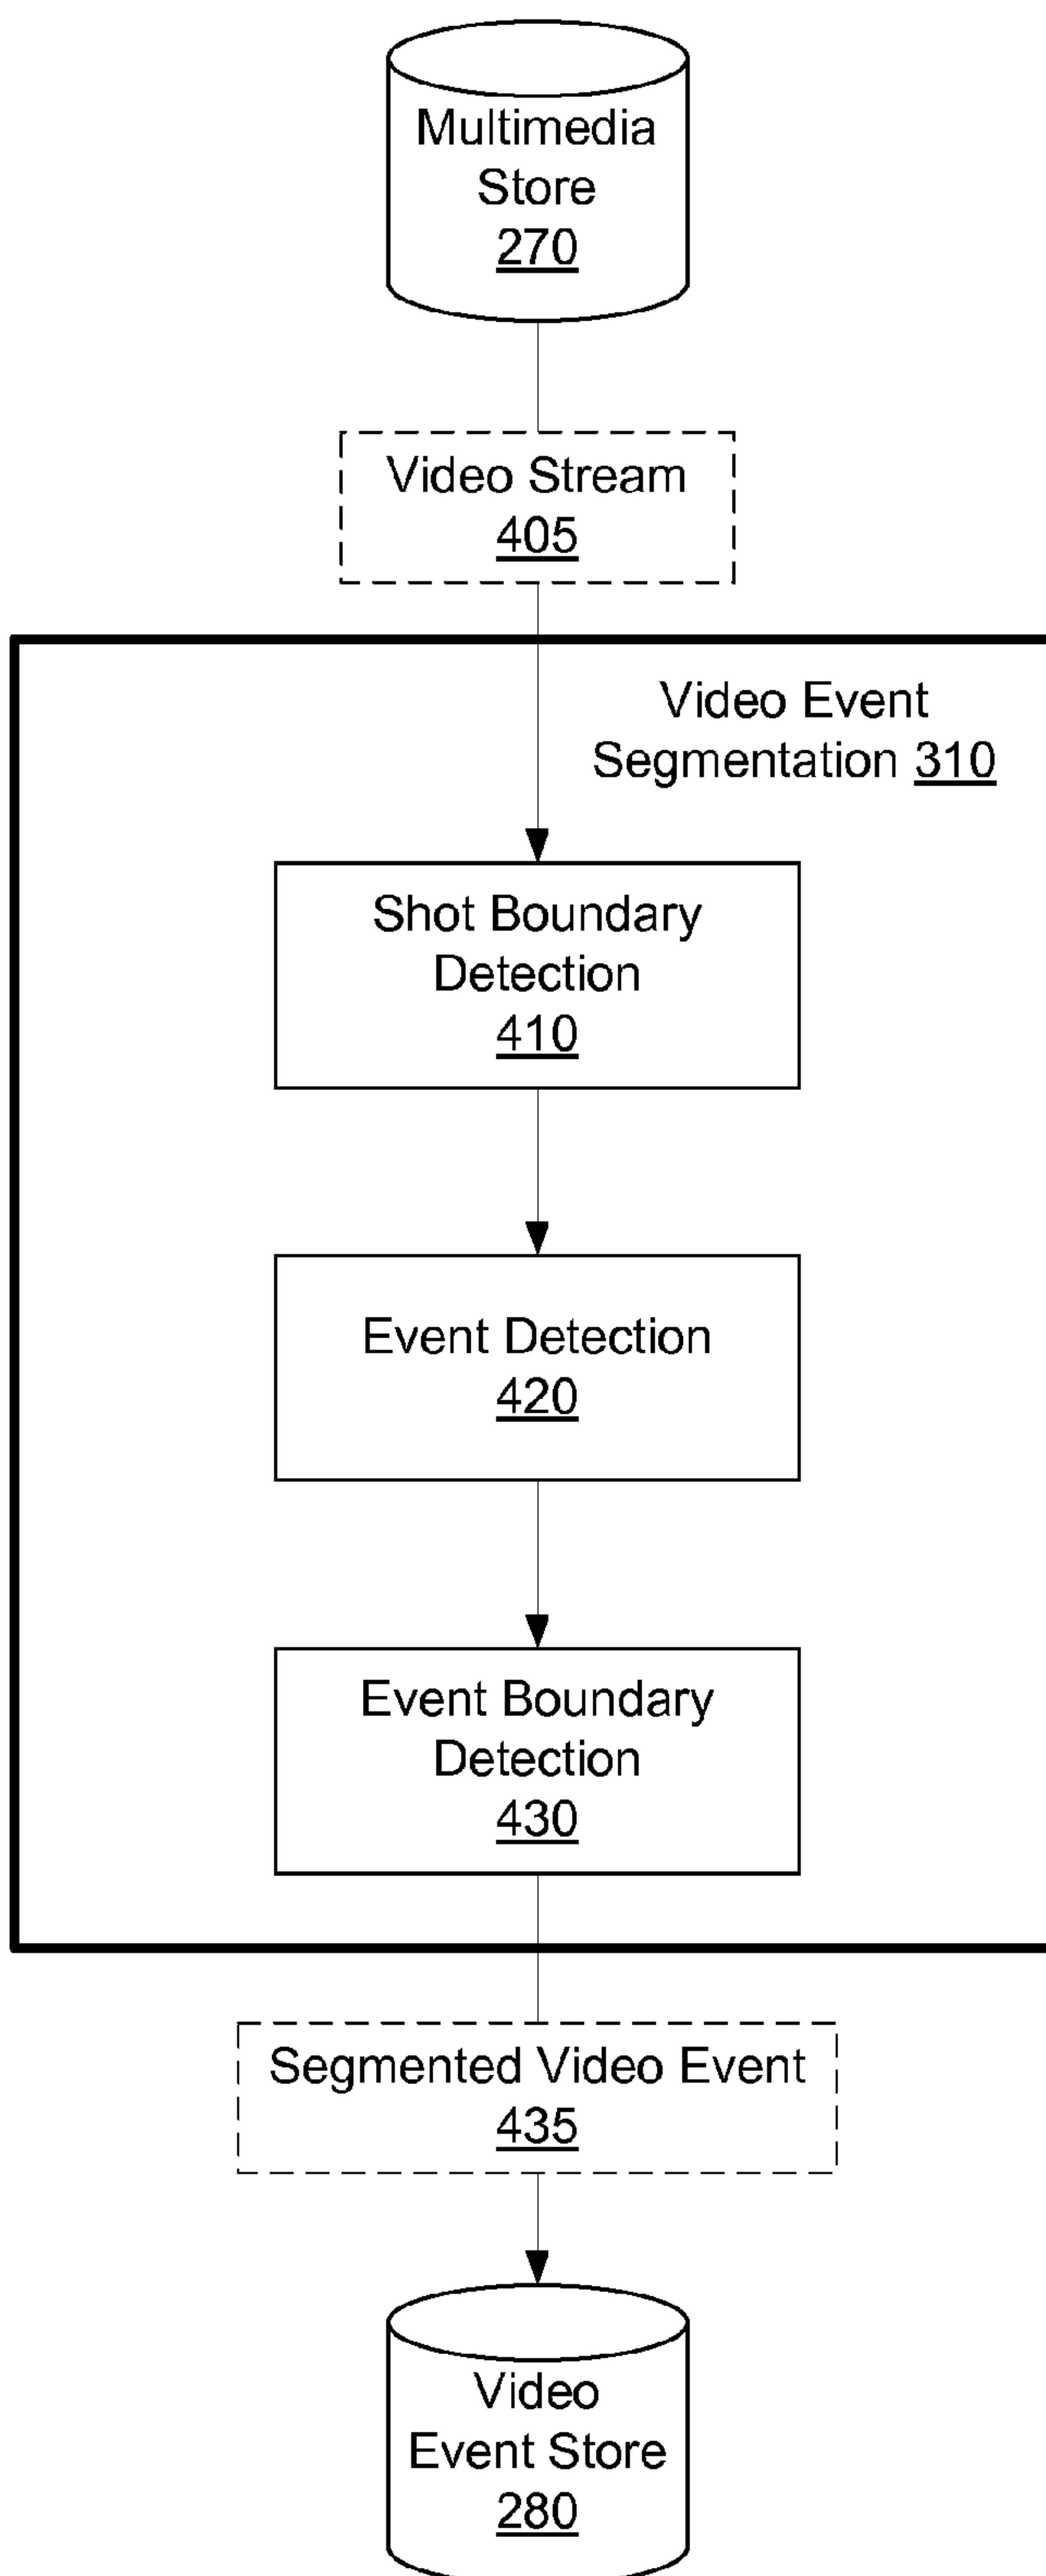 Multimedia
Store
270
Video Stream
405
Video Event
Segmentation 310
Shot Boundary
Detection
410
Event Detection
420
Event Boundary
Detection
430
Segmented Video Event
435
Video
Event Store
280